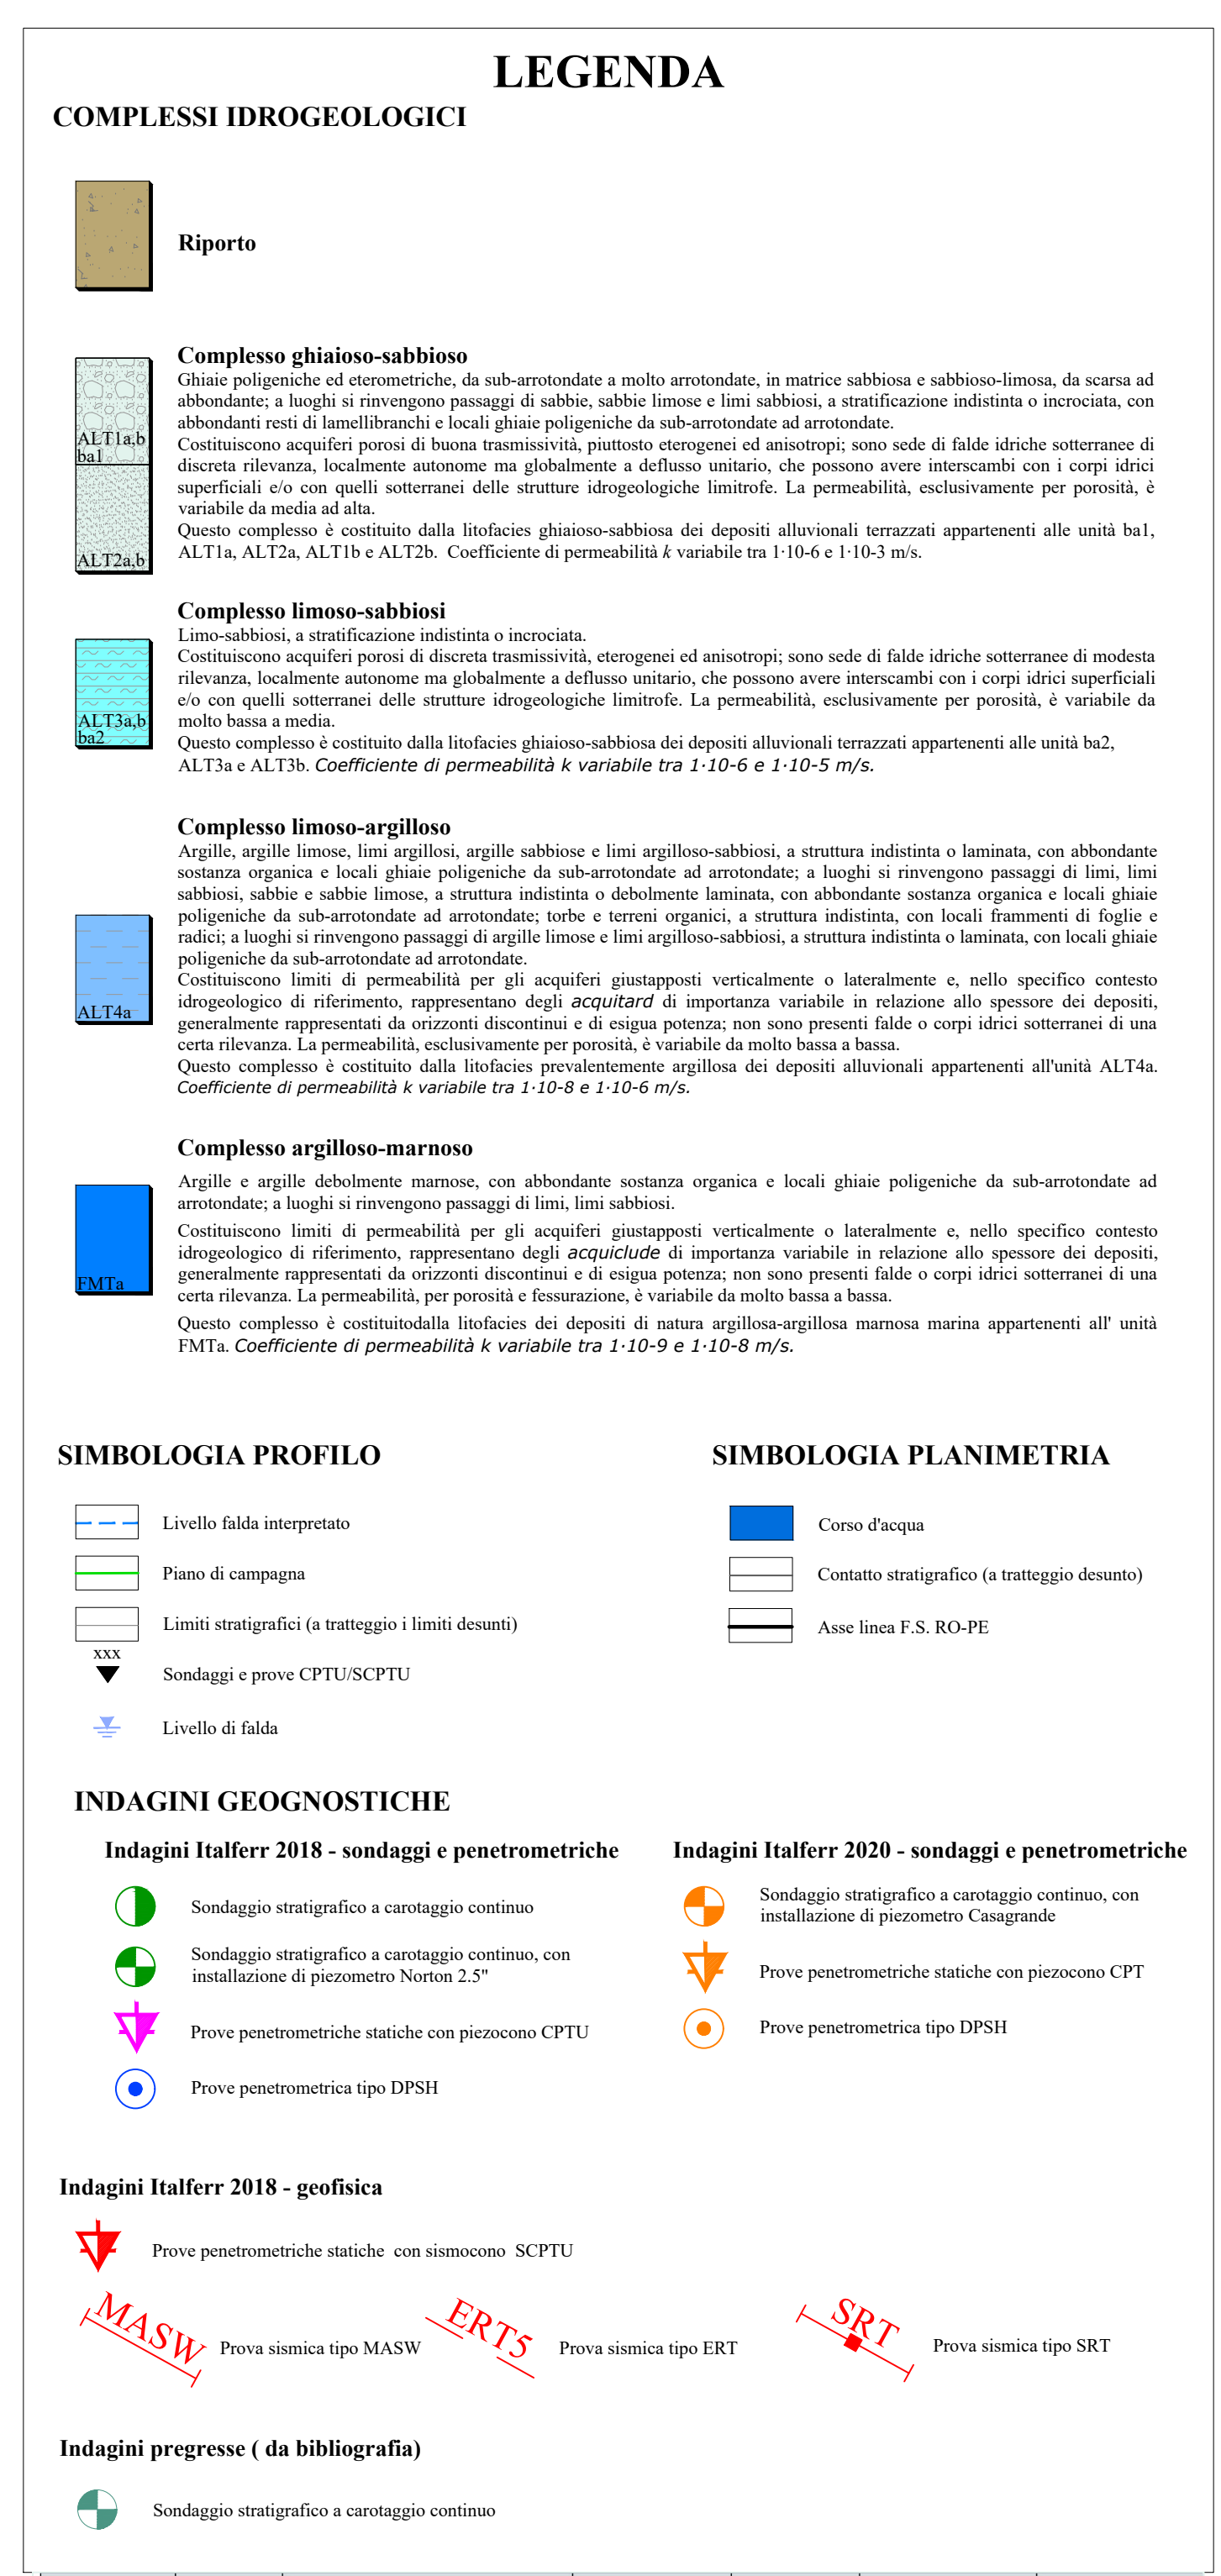 LEGENDA
COMPLESSI IDROGEOLOGICI
Riporto
Complesso ghiaioso-sabbioso
Ghiaie poligeniche ed eterometriche, da sub-arrotondate a molto arrotondate, in matrice sabbiosa e sabbioso-limosa, da scarsa ad
abbondante; a luoghi si rinvengono passaggi di sabbie, sabbie limose e limi sabbiosi, a stratificazione indistinta o incrociata, con
abbondanti resti di lamellibranchi e locali ghiaie poligeniche da sub-arrotondate ad arrotondate.
ALT1a,b
ba1
Costituiscono acquiferi porosi di buona trasmissività, piuttosto eterogenei ed anisotropi; sono sede di falde idriche sotterranee di
discreta rilevanza, localmente autonome ma globalmente a deflusso unitario, che possono avere interscambi con i corpi idrici
superficiali e/o con quelli sotterranei delle strutture idrogeologiche limitrofe. La permeabilità, esclusivamente per porosità, è
variabile da media ad alta.
Questo complesso è costituito dalla litofacies ghiaioso-sabbiosa dei depositi alluvionali terrazzati appartenenti alle unità ba1,
ALT1a, ALT2a, ALT1b e ALT2b. Coefficiente di permeabilità k variabile tra 1·10-6 e 1·10-3 m/s.
ALT2a,b
Complesso limoso-sabbiosi
Limo-sabbiosi, a stratificazione indistinta o incrociata.
Costituiscono acquiferi porosi di discreta trasmissività, eterogenei ed anisotropi; sono sede di falde idriche sotterranee di modesta
rilevanza, localmente autonome ma globalmente a deflusso unitario, che possono avere interscambi con i corpi idrici superficiali
e/o con quelli sotterranei delle strutture idrogeologiche limitrofe. La permeabilità, esclusivamente per porosità, è variabile da
molto bassa a media.
ALT3a,b
ba2
Questo complesso è costituito dalla litofacies ghiaioso-sabbiosa dei depositi alluvionali terrazzati appartenenti alle unità ba2,
ALT3a e ALT3b. Coefficiente di permeabilità k variabile tra 1·10-6 e 1·10-5 m/s.
Complesso limoso-argilloso
Argille, argille limose, limi argillosi, argille sabbiose e limi argilloso-sabbiosi, a struttura indistinta o laminata, con abbondante
sostanza organica e locali ghiaie poligeniche da sub-arrotondate ad arrotondate; a luoghi si rinvengono passaggi di limi, limi
sabbiosi, sabbie e sabbie limose, a struttura indistinta o debolmente laminata, con abbondante sostanza organica e locali ghiaie
poligeniche da sub-arrotondate ad arrotondate; torbe e terreni organici, a struttura indistinta, con locali frammenti di foglie e
radici; a luoghi si rinvengono passaggi di argille limose e limi argilloso-sabbiosi, a struttura indistinta o laminata, con locali ghiaie
poligeniche da sub-arrotondate ad arrotondate.
Costituiscono limiti di permeabilità per gli acquiferi giustapposti verticalmente o lateralmente e, nello specifico contesto
idrogeologico di riferimento, rappresentano degli acquitard di importanza variabile in relazione allo spessore dei depositi,
generalmente rappresentati da orizzonti discontinui e di esigua potenza; non sono presenti falde o corpi idrici sotterranei di una
certa rilevanza. La permeabilità, esclusivamente per porosità, è variabile da molto bassa a bassa.
ALT4a
Questo complesso è costituito dalla litofacies prevalentemente argillosa dei depositi alluvionali appartenenti all'unità ALT4a.
Coefficiente di permeabilità k variabile tra 1·10-8 e 1·10-6 m/s.
Complesso argilloso-marnoso
Argille e argille debolmente marnose, con abbondante sostanza organica e locali ghiaie poligeniche da sub-arrotondate ad
arrotondate; a luoghi si rinvengono passaggi di limi, limi sabbiosi.
Costituiscono limiti di permeabilità per gli acquiferi giustapposti verticalmente o lateralmente e, nello specifico contesto
idrogeologico di riferimento, rappresentano degli acquiclude di importanza variabile in relazione allo spessore dei depositi,
generalmente rappresentati da orizzonti discontinui e di esigua potenza; non sono presenti falde o corpi idrici sotterranei di una
certa rilevanza. La permeabilità, per porosità e fessurazione, è variabile da molto bassa a bassa.
FMTa
Questo complesso è costituitodalla litofacies dei depositi di natura argillosa-argillosa marnosa marina appartenenti all' unità
FMTa. Coefficiente di permeabilità k variabile tra 1·10-9 e 1·10-8 m/s.
SIMBOLOGIA PROFILO
Livello falda interpretato
Piano di campagna
Limiti stratigrafici (a tratteggio i limiti desunti)
xxx
Sondaggi e prove CPTU/SCPTU
Livello di falda
SIMBOLOGIA PLANIMETRIA
Corso d'acqua
Contatto stratigrafico (a tratteggio desunto)
Asse linea F.S. RO-PE
INDAGINI GEOGNOSTICHE
Indagini Italferr 2018 - sondaggi e penetrometriche
Sondaggio stratigrafico a carotaggio continuo
Sondaggio stratigrafico a carotaggio continuo, con
installazione di piezometro Norton 2.5"
Prove penetrometriche statiche con piezocono CPTU
Prove penetrometrica tipo DPSH
Indagini Italferr 2020 - sondaggi e penetrometriche
Sondaggio stratigrafico a carotaggio continuo, con
installazione di piezometro Casagrande
Prove penetrometriche statiche con piezocono CPT
Prove penetrometrica tipo DPSH
Indagini Italferr 2018 - geofisica
Prove penetrometriche statiche con sismocono SCPTU
MASW
Prova sismica tipo MASW
ERT5
Prova sismica tipo ERT
SRT
Prova sismica tipo SRT
Indagini pregresse ( da bibliografia)
Sondaggio stratigrafico a carotaggio continuo